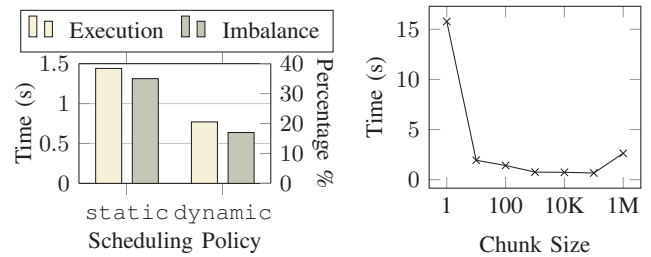 Execution Imbalance
Time (s)
1.5
1
0.5
0
Percentage %
40
30
20
10
0
static dynamic
Scheduling Policy
Time (s)
15
10
5
0
1 100 10K 1M
Chunk Size